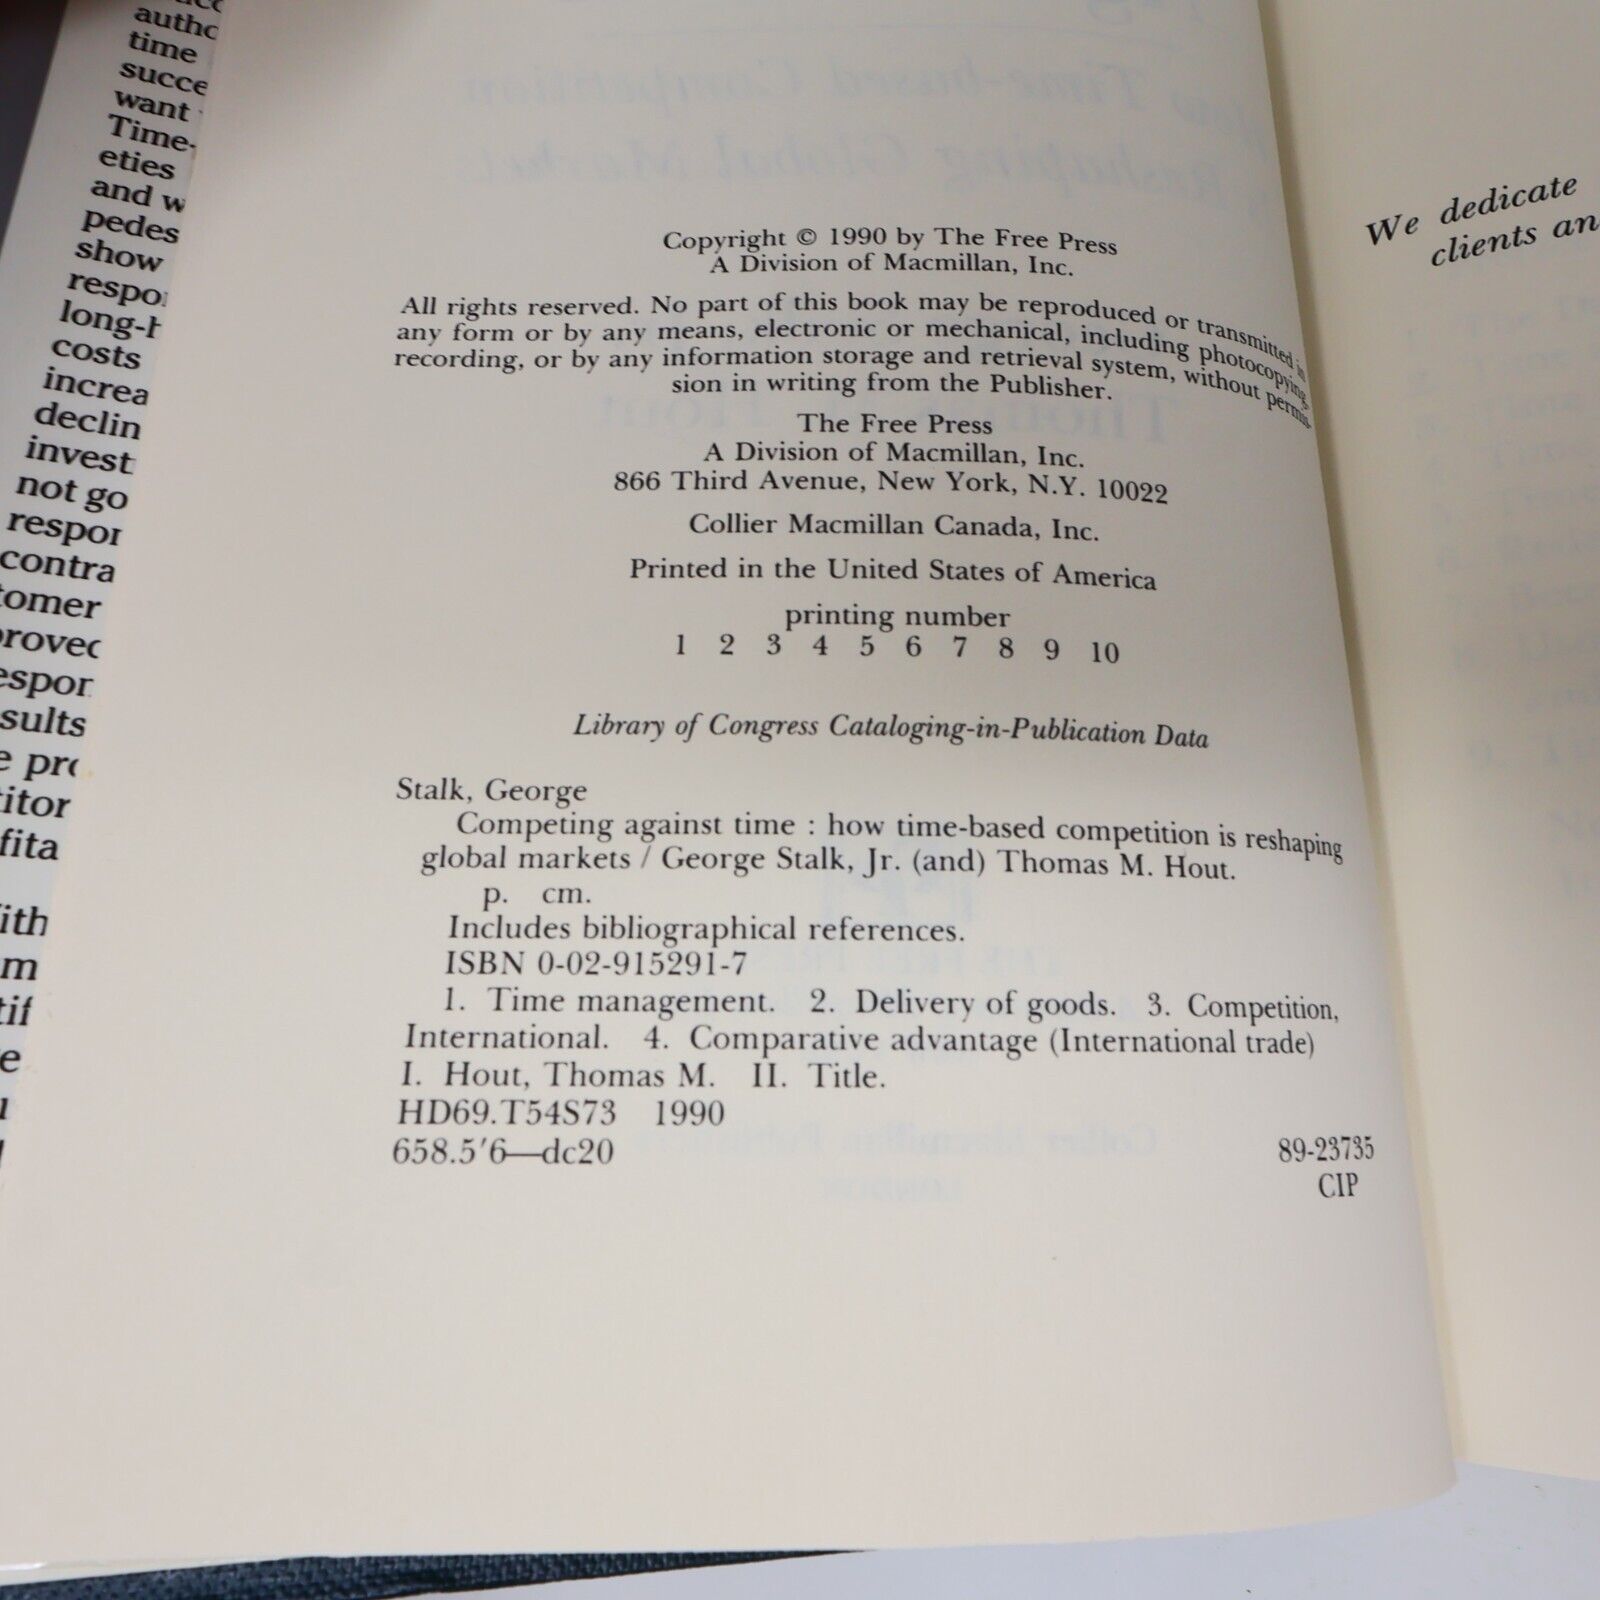 autho
time
succe
want
Time-
eties
and w
pedes
show
respo
long-h
costs
increa
declin
invest
not go
respon
contra
tomer
proved
espon
sults
e pro
titor
fita
ith
m
tif
e
Copyright © 1990 by The Free Press
A Division of Macmillan, Inc.
All rights reserved. No part of this book may be reproduced or transmitted in
any form or by any means, electronic or mechanical, including photocopying,
recording, or by any information storage and retrieval system, without permis-
sion in writing from the Publisher.
The Free Press
A Division of Macmillan, Inc.
866 Third Avenue, New York, N.Y. 10022
Collier Macmillan Canada, Inc.
Printed in the United States of America
printing number
1 2 3 4 5 6 7 8 9 10
Library of Congress Cataloging-in-Publication Data
Stalk, George
Competing against time : how time-based competition is reshaping
global markets / George Stalk, Jr. (and) Thomas M. Hout.
p. cm.
Includes bibliographical references.
ISBN 0-02-915291-7
1. Time management. 2. Delivery of goods. 3. Competition,
International. 4. Comparative advantage (International trade)
I. Hout, Thomas M. II. Title.
HD69.T54S73 1990
658.5′6—dc20
89-23735
CIP
We dedicate
clients an